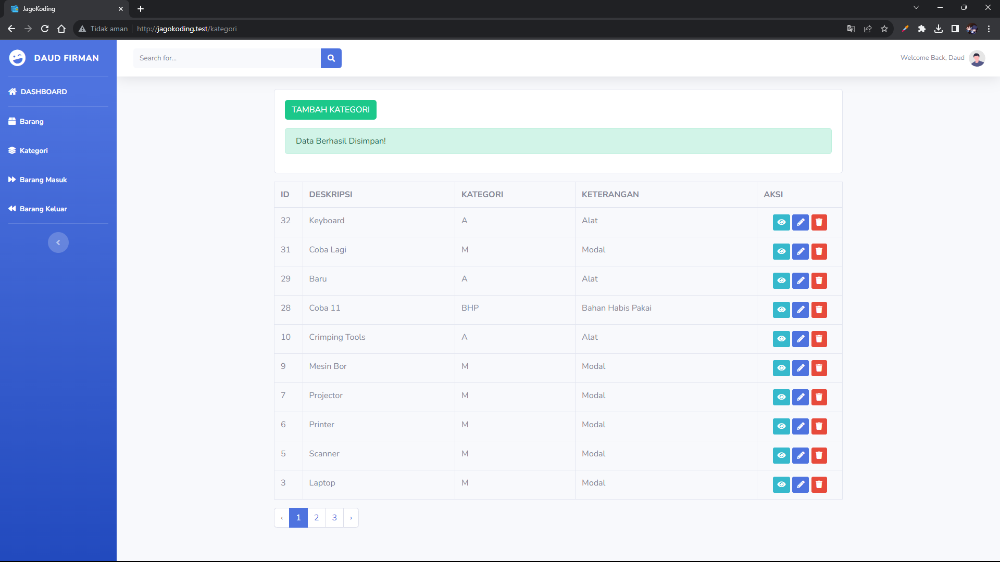 JagoKoding
Tidak aman http://jagokoding.test/kategori
DAUD FIRMAN
Search for...
Welcome Back, Daud
DASHBOARD
Barang
Kategori
Barang Masuk
Barang Keluar
TAMBAH KATEGORI
Data Berhasil Disimpan!
ID DESKRIPSI KATEGORI KETERANGAN AKSI
32 Keyboard A Alat
31 Coba Lagi M Modal
29 Baru A Alat
28 Coba 11 BHP Bahan Habis Pakai
10 Crimping Tools A Alat
9 Mesin Bor M Modal
7 Projector M Modal
6 Printer M Modal
5 Scanner M Modal
3 Laptop M Modal
‹ 1 2 3 ›